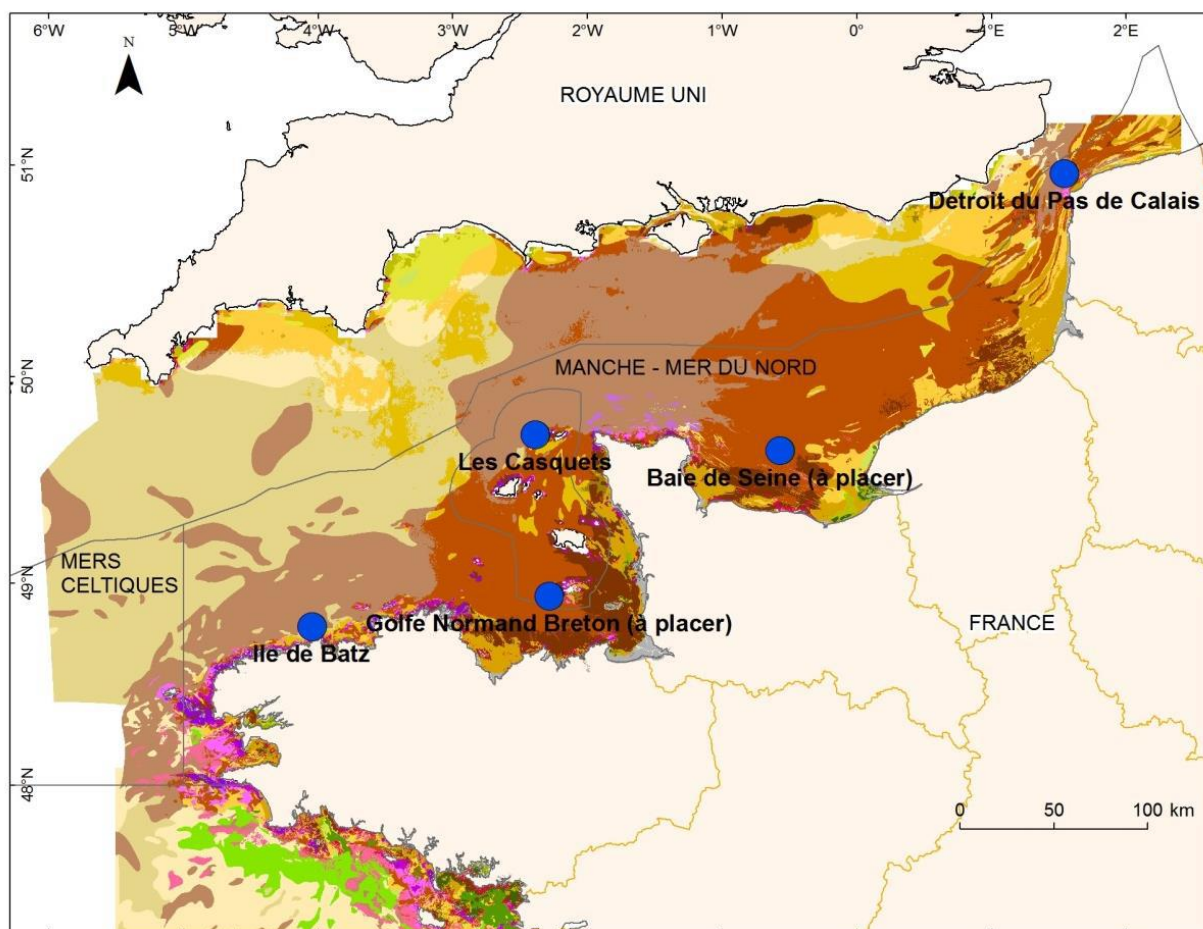 6°W 5°W 4°W 3°W 2°W 1°W 0° 1°E 2°E
N
ROYAUME UNI
51°N
Detroit du Pas de Calais
50°N
MANCHE - MER DU NORD
Les Casquets
Baie de Seine (à placer)
MERS
CELTIQUES
49°N
Golfe Normand Breton (à placer)
FRANCE
Ile de Batz
48°N
0 50 100 km